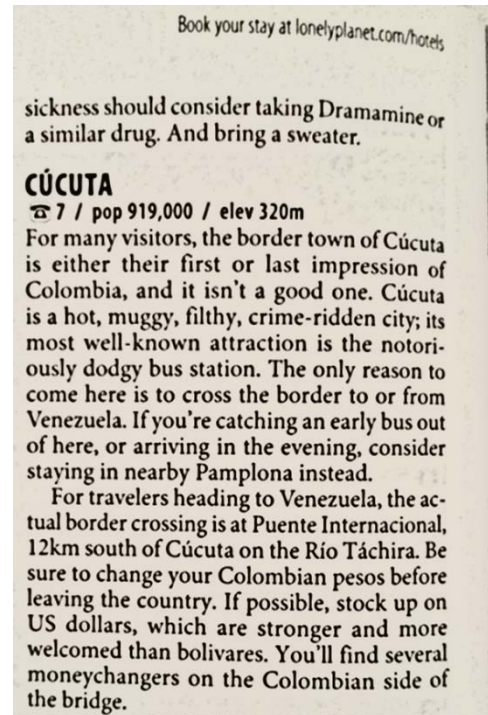 Book your stay at lonelyplanet.com/hotels
sickness should consider taking Dramamine or
a similar drug. And bring a sweater.
CÚCUTA
☎ 7 / pop 919,000 / elev 320m
For many visitors, the border town of Cúcuta
is either their first or last impression of
Colombia, and it isn't a good one. Cúcuta
is a hot, muggy, filthy, crime-ridden city; its
most well-known attraction is the notori-
ously dodgy bus station. The only reason to
come here is to cross the border to or from
Venezuela. If you're catching an early bus out
of here, or arriving in the evening, consider
staying in nearby Pamplona instead.
For travelers heading to Venezuela, the ac-
tual border crossing is at Puente Internacional,
12km south of Cúcuta on the Río Táchira. Be
sure to change your Colombian pesos before
leaving the country. If possible, stock up on
US dollars, which are stronger and more
welcomed than bolivares. You'll find several
moneychangers on the Colombian side of
the bridge.